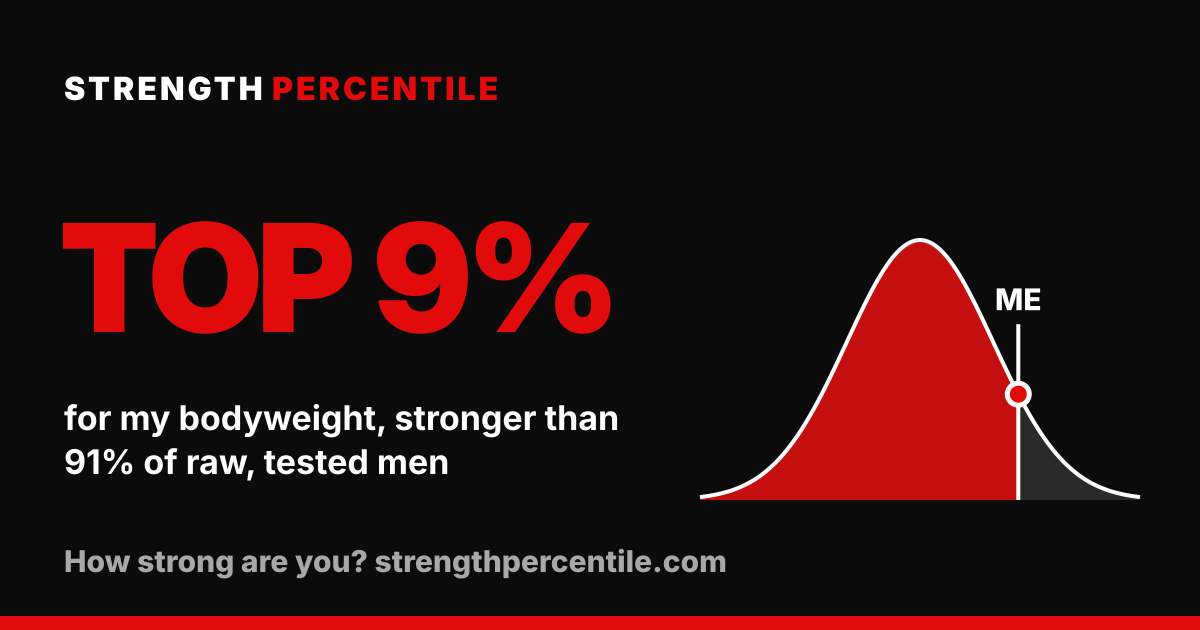 STRENGTH PERCENTILE
TOP 9%
ME
for my bodyweight, stronger than
91% of raw, tested men
How strong are you? strengthpercentile.com